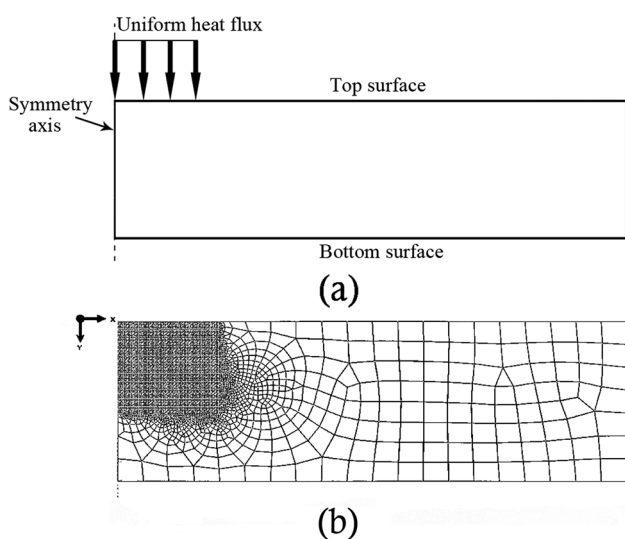 Uniform heat flux
Top surface
Symmetry
axis
Bottom surface
(a)
X
Y
(b)